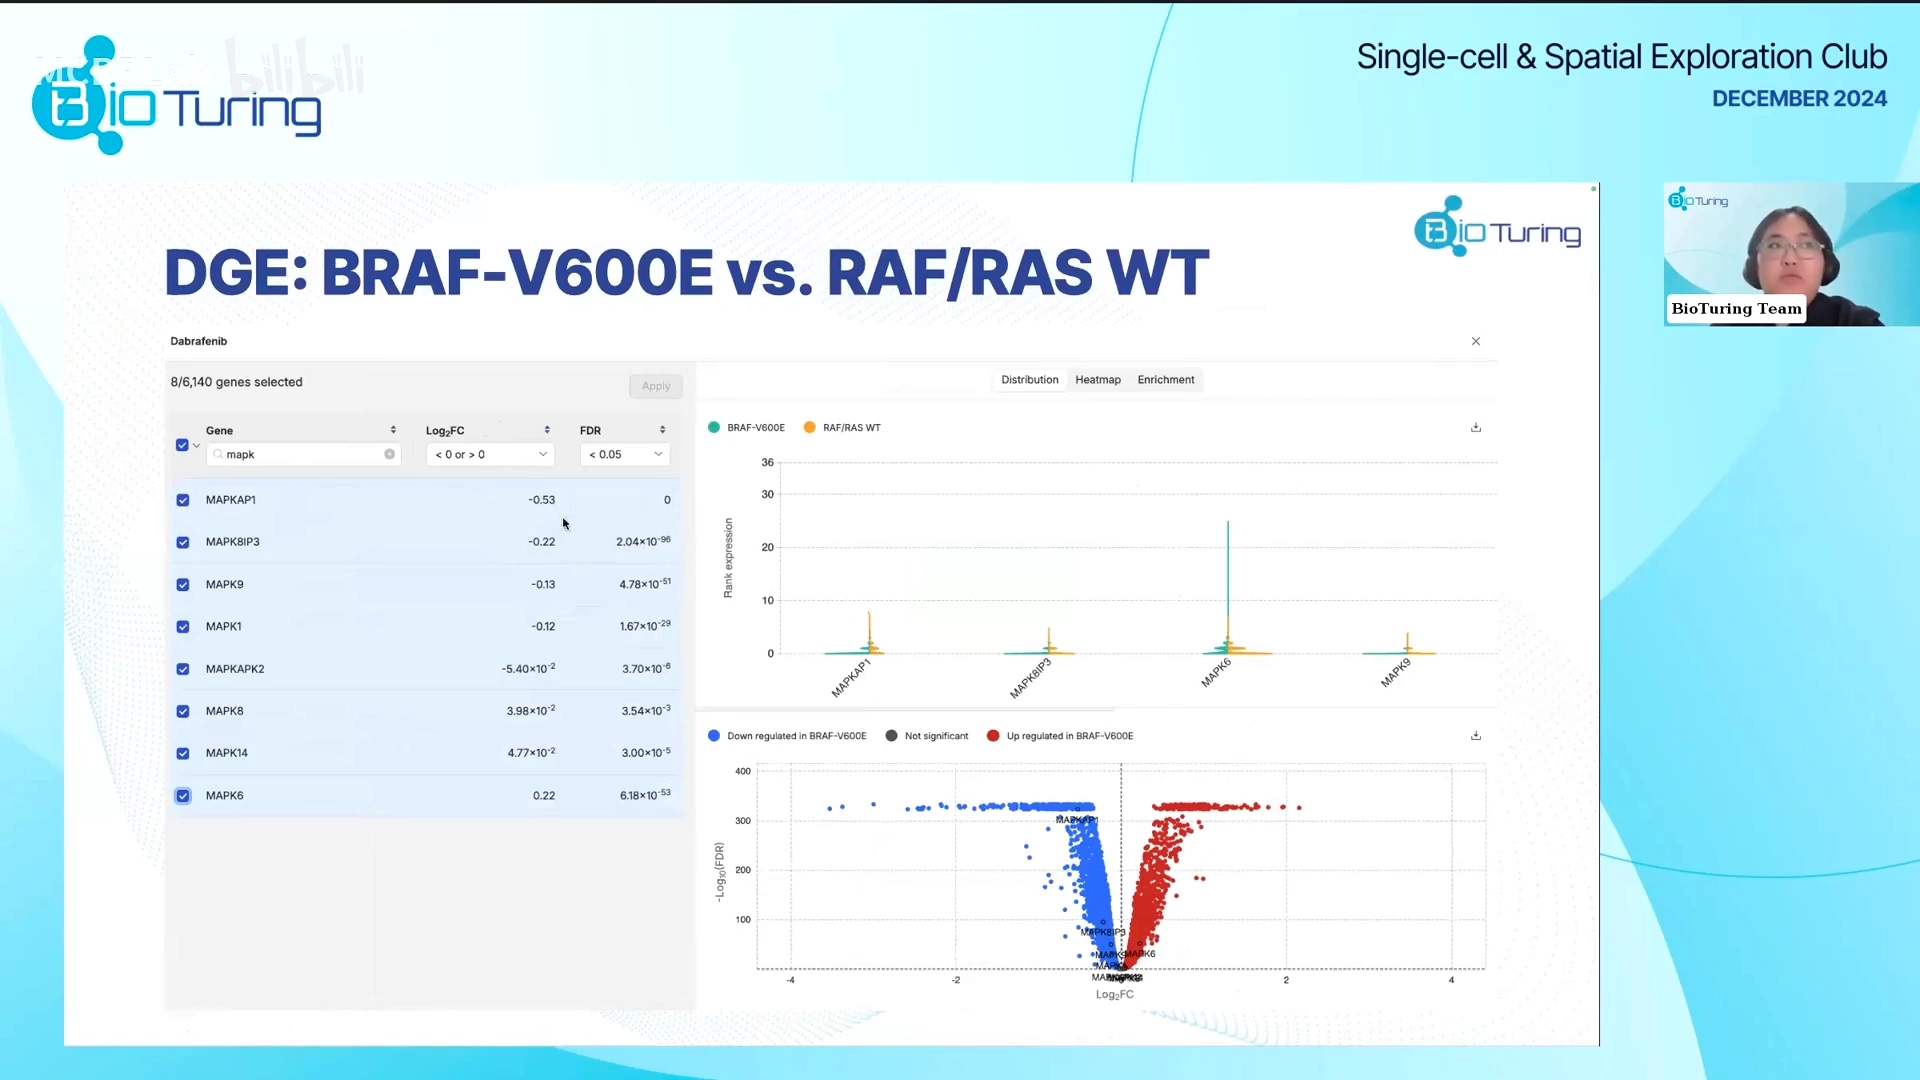 bilibili
BioTuring
Single-cell & Spatial Exploration Club
DECEMBER 2024
BioTuring
BioTuring
BioTuring Team
DGE: BRAF-V600E vs. RAF/RAS WT
Dabrafenib
8/6,140 genes selected
Apply
Gene Log₂FC FDR
mapk < 0 or > 0 < 0.05
MAPKAP1 -0.53 0
MAPK8IP3 -0.22 2.04×10⁻⁹⁶
MAPK9 -0.13 4.78×10⁻⁵¹
MAPK1 -0.12 1.67×10⁻²⁹
MAPKAPK2 -5.40×10⁻² 3.70×10⁻⁶
MAPK8 3.98×10⁻² 3.54×10⁻³
MAPK14 4.77×10⁻² 3.00×10⁻⁵
MAPK6 0.22 6.18×10⁻⁵³
Distribution Heatmap Enrichment
BRAF-V600E RAF/RAS WT
36
30
20
10
0
Rank expression
MAPKAP1 MAPK8IP3 MAPK6 MAPK9
Down regulated in BRAF-V600E Not significant Up regulated in BRAF-V600E
400
300
200
100
-Log₁₀(FDR)
MAPKAP1
MAPK8IP3
MAPK6
-4 -2 2 4
Log₂FC